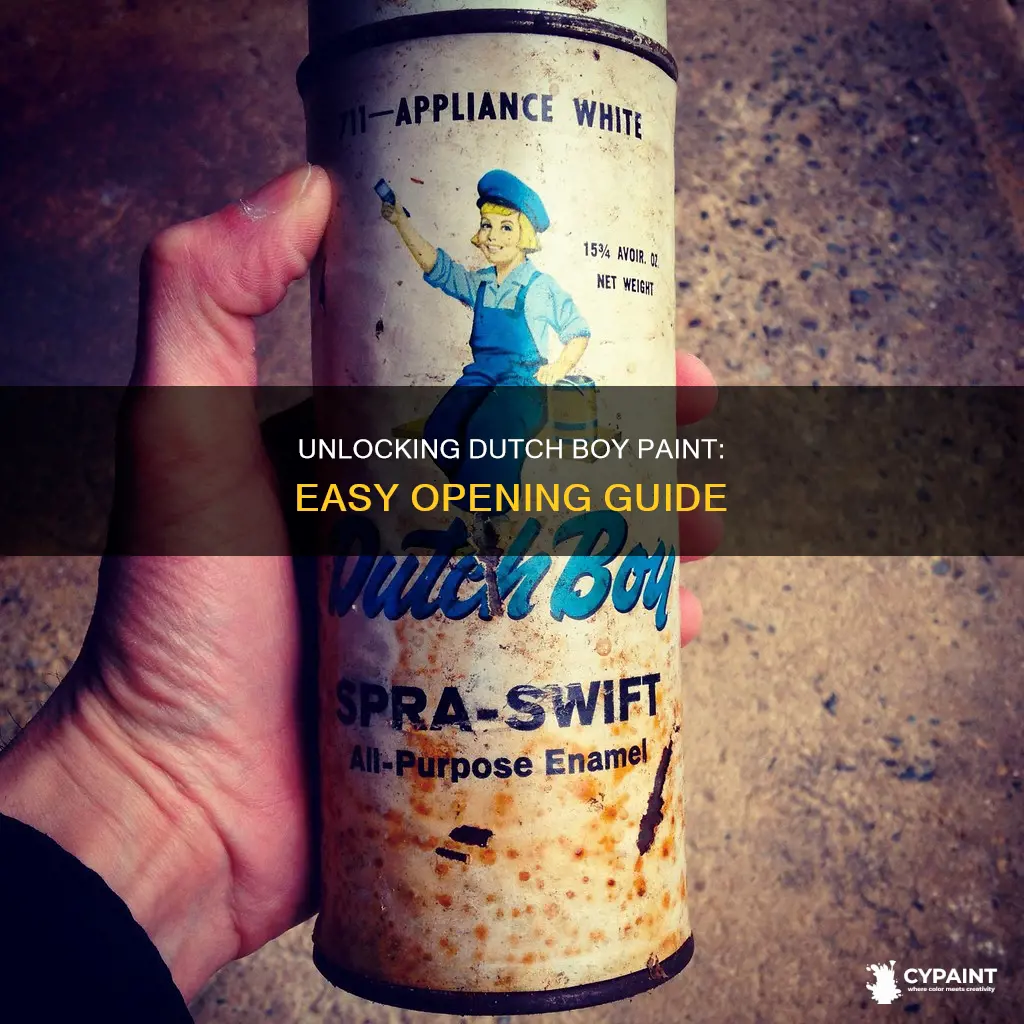 711—APPLIANCE WHITE
15¾ AVOIR. OZ.
NET WEIGHT
UNLOCKING DUTCH BOY PAINT:
EASY OPENING GUIDE
Dutch Boy
SPRA-SWIFT
All-Purpose Enamel
CYPAINT
where color meets creativity